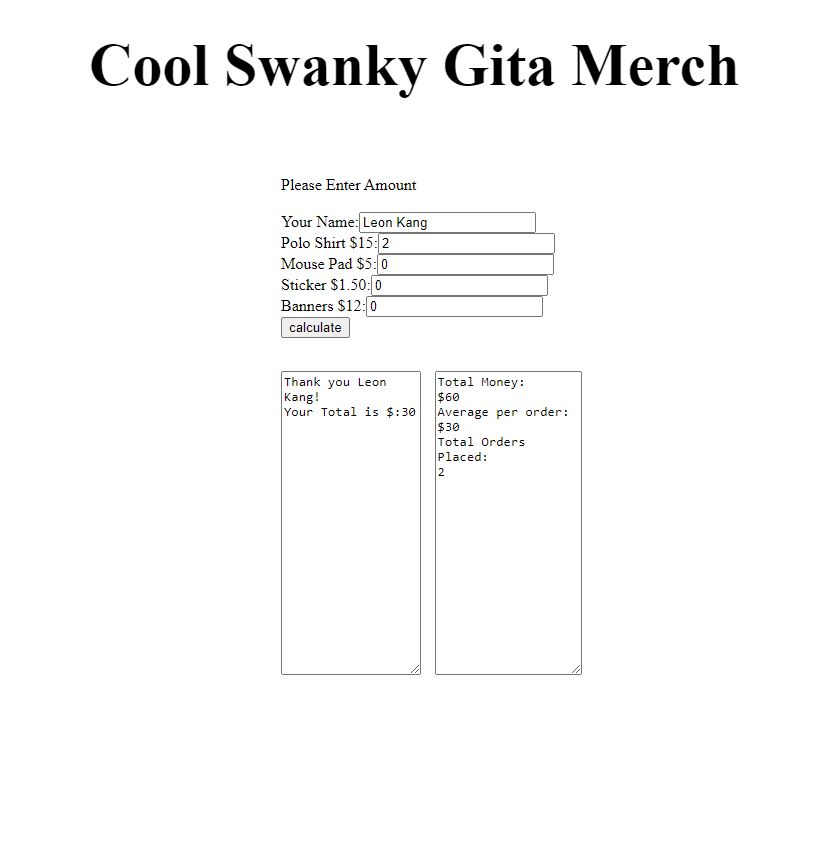 Cool Swanky Gita Merch
Please Enter Amount
Your Name: Leon Kang
Polo Shirt $15: 2
Mouse Pad $5: 0
Sticker $1.50: 0
Banners $12: 0
calculate
Thank you Leon
Kang!
Your Total is $:30
Total Money:
$60
Average per order:
$30
Total Orders
Placed:
2